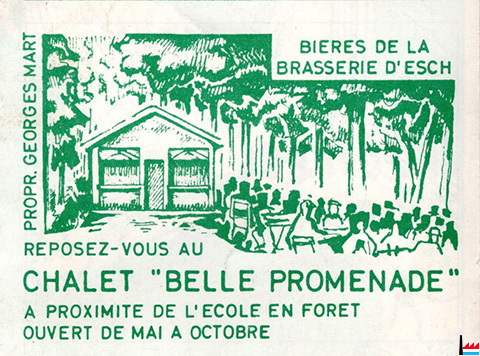 BIERES DE LA
BRASSERIE D'ESCH
PROPR. GEORGES MART
REPOSEZ-VOUS AU
CHALET "BELLE PROMENADE"
A PROXIMITE DE L'ECOLE EN FORET
OUVERT DE MAI A OCTOBRE